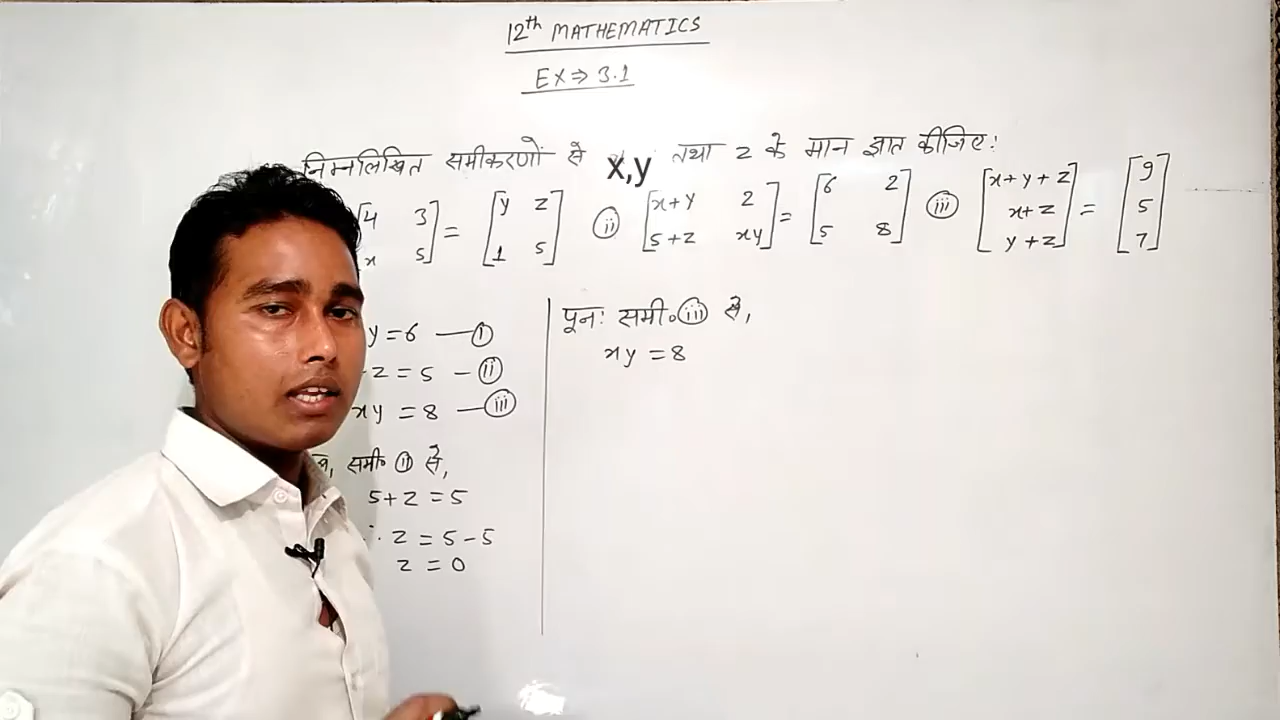 12th MATHEMATICS
EX⇒ 3.1
निम्नलिखित समीकरणों से x,y तथा z के मान ज्ञात कीजिए:
[4 3] = [y z] (ii) [x+y 2] = [6 2] (iii) [x+y+z] = [9]
[x 5] [1 5] [5+z xy] [5 8] [x+z] [5]
[y+z] [7]
y=6 —(i)
z = 5 —(ii)
xy = 8 —(iii)
समी० (ii) से,
5+z = 5
∴ z = 5-5
z = 0
पून: समी०(iii) से,
xy = 8